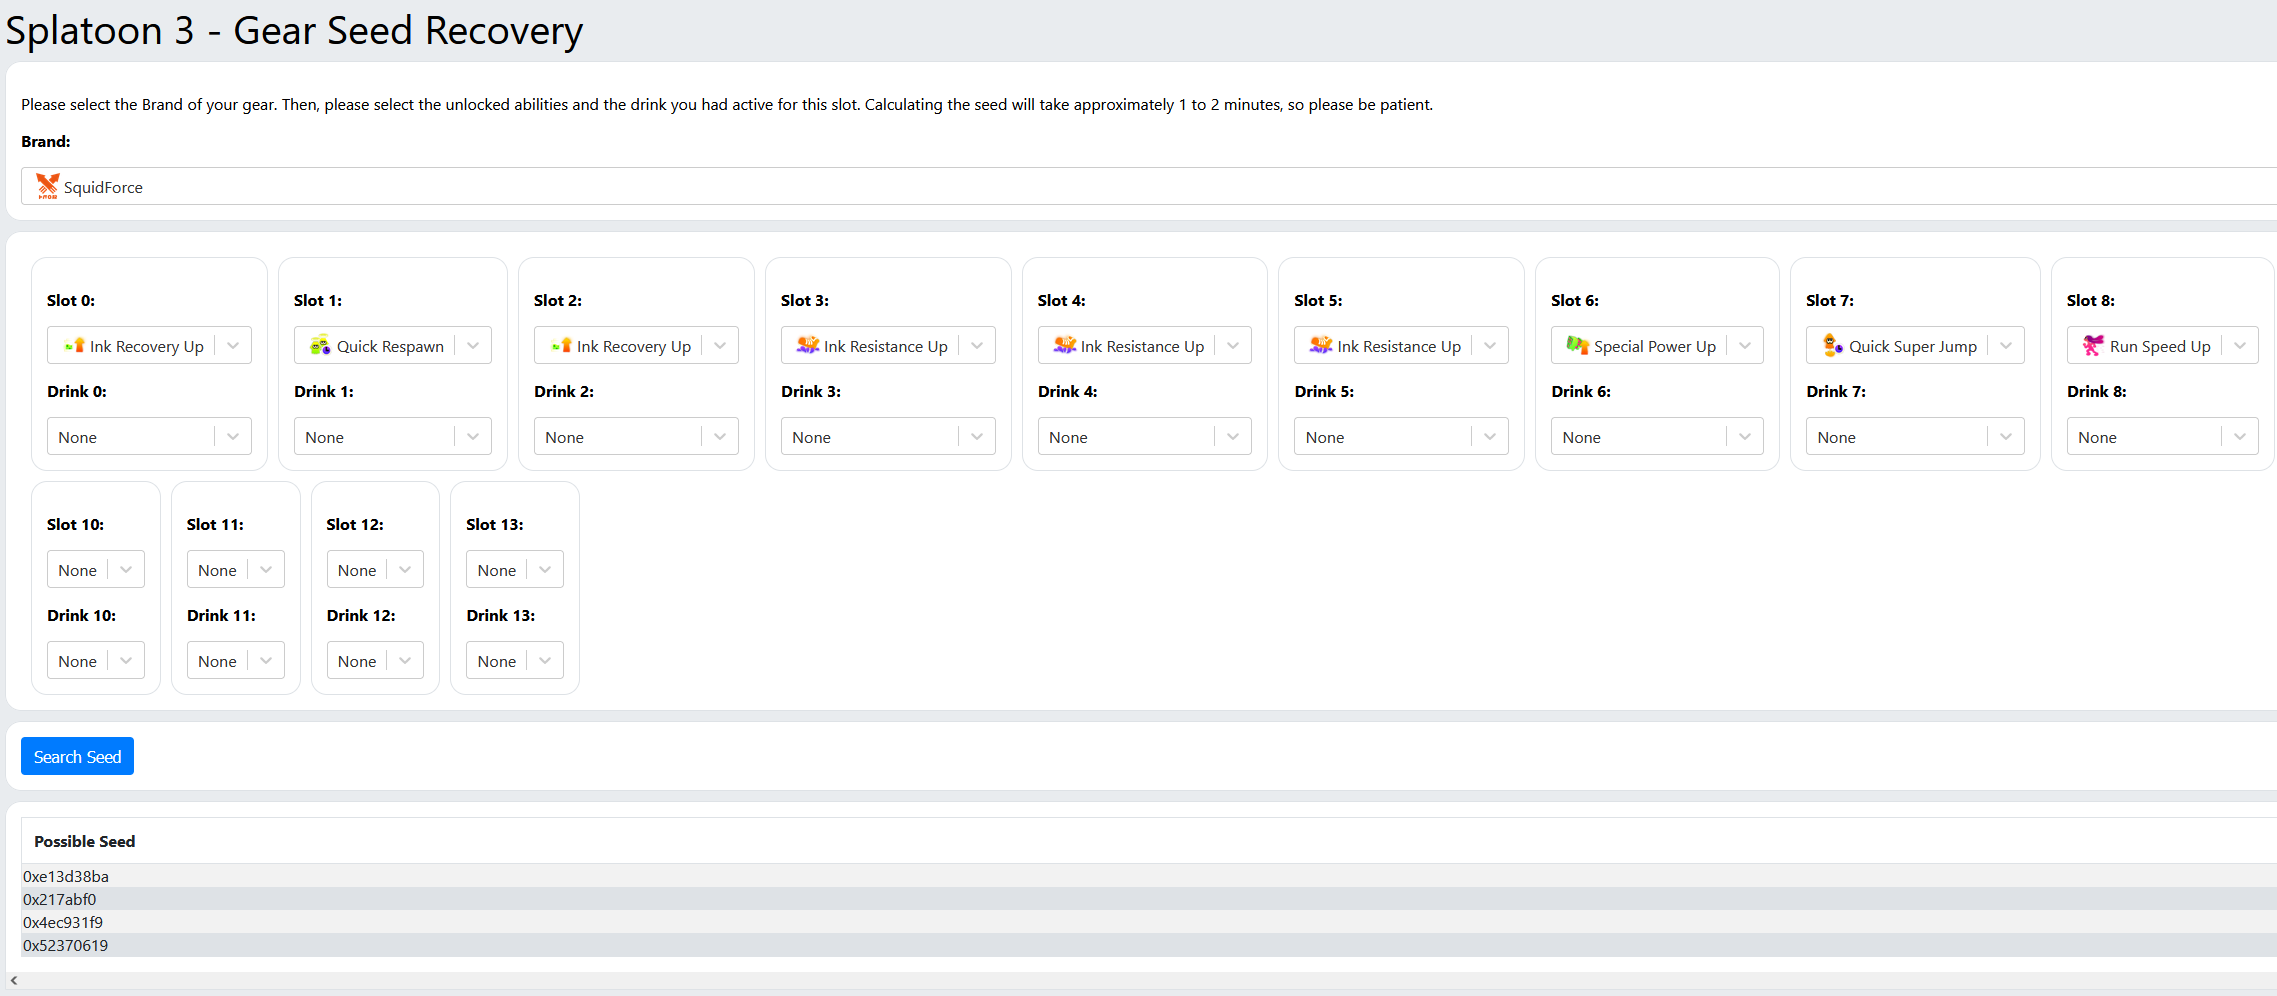 Splatoon 3 - Gear Seed Recovery
Please select the Brand of your gear. Then, please select the unlocked abilities and the drink you had active for this slot. Calculating the seed will take approximately 1 to 2 minutes, so please be patient.
Brand:
SquidForce
Slot 0: Slot 1: Slot 2: Slot 3: Slot 4: Slot 5: Slot 6: Slot 7: Slot 8:
Ink Recovery Up Quick Respawn Ink Recovery Up Ink Resistance Up Ink Resistance Up Ink Resistance Up Special Power Up Quick Super Jump Run Speed Up
Drink 0: Drink 1: Drink 2: Drink 3: Drink 4: Drink 5: Drink 6: Drink 7: Drink 8:
None None None None None None None None None
Slot 10: Slot 11: Slot 12: Slot 13:
None None None None
Drink 10: Drink 11: Drink 12: Drink 13:
None None None None
Search Seed
Possible Seed
0xe13d38ba
0x217abf0
0x4ec931f9
0x52370619